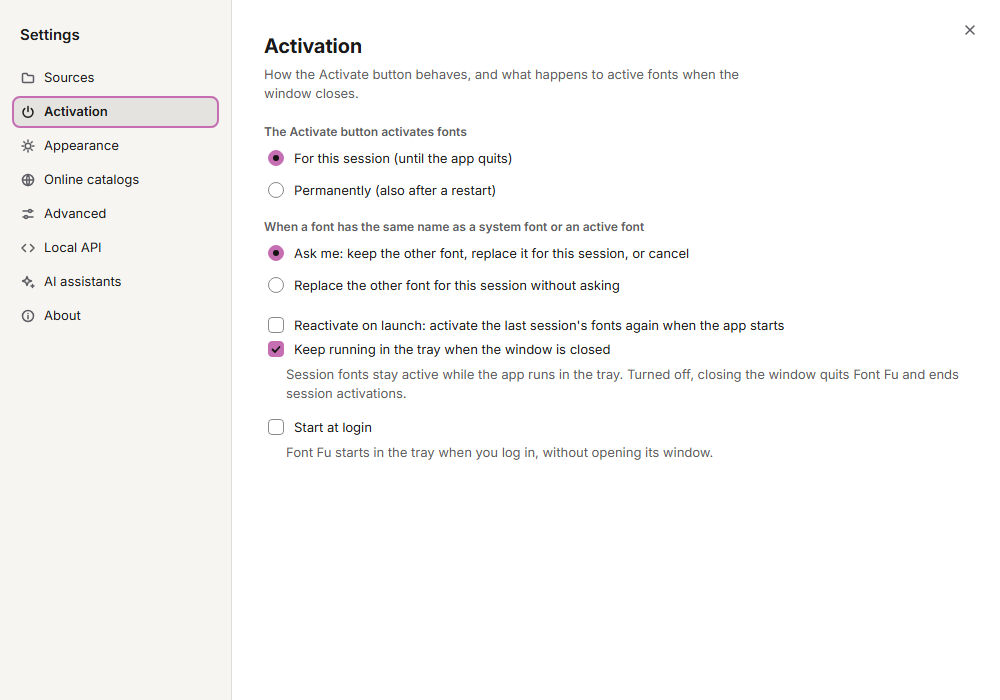 Settings
Sources
Activation
Appearance
Online catalogs
Advanced
Local API
AI assistants
About
Activation
How the Activate button behaves, and what happens to active fonts when the
window closes.
The Activate button activates fonts
For this session (until the app quits)
Permanently (also after a restart)
When a font has the same name as a system font or an active font
Ask me: keep the other font, replace it for this session, or cancel
Replace the other font for this session without asking
Reactivate on launch: activate the last session's fonts again when the app starts
Keep running in the tray when the window is closed
Session fonts stay active while the app runs in the tray. Turned off, closing the window quits Font Fu and ends
session activations.
Start at login
Font Fu starts in the tray when you log in, without opening its window.